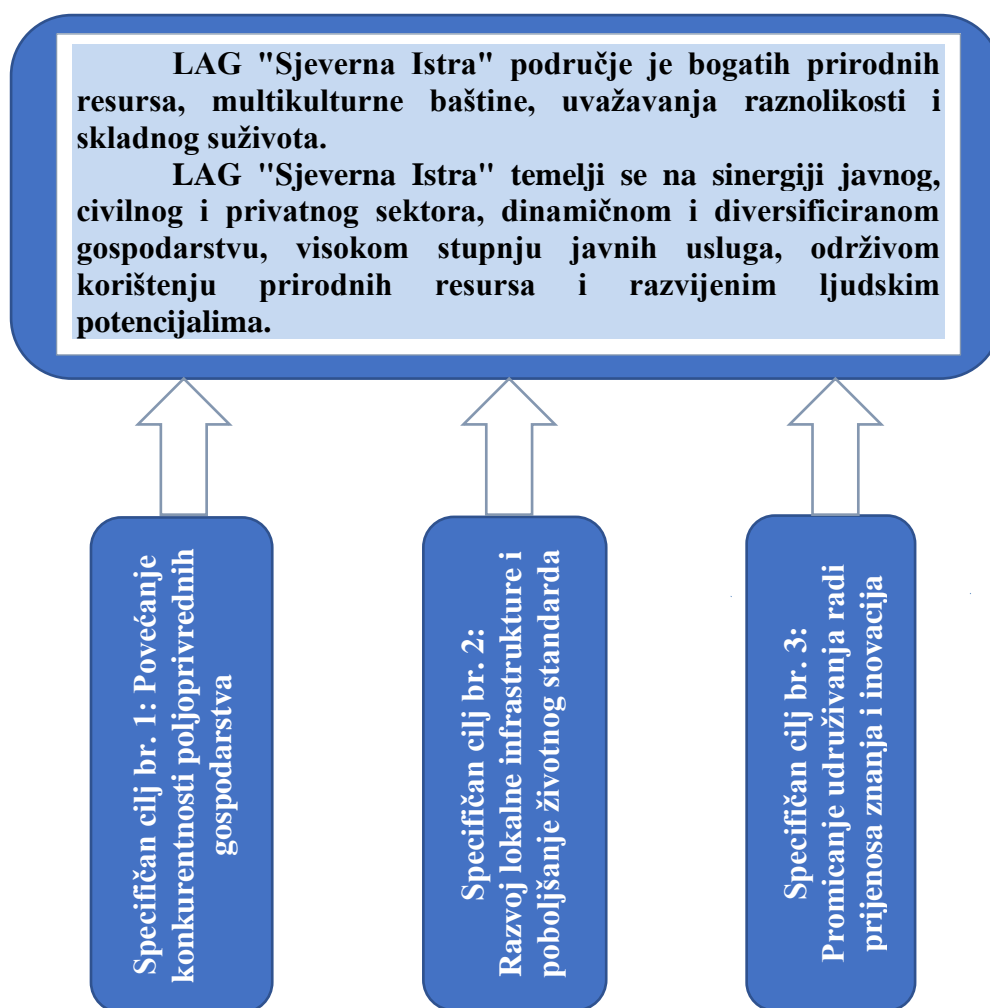 LAG "Sjeverna Istra" područje je bogatih prirodnih
resursa, multikulturne baštine, uvažavanja raznolikosti i
skladnog suživota.
LAG "Sjeverna Istra" temelji se na sinergiji javnog,
civilnog i privatnog sektora, dinamičnom i diversificiranom
gospodarstvu, visokom stupnju javnih usluga, održivom
korištenju prirodnih resursa i razvijenim ljudskim
potencijalima.
Specifičan cilj br. 1: Povećanje
konkurentnosti poljoprivrednih
gospodarstva
Specifičan cilj br. 2:
Razvoj lokalne infrastrukture i
poboljšanje životnog standarda
Specifičan cilj br. 3:
Promicanje udruživanja radi
prijenosa znanja i inovacija